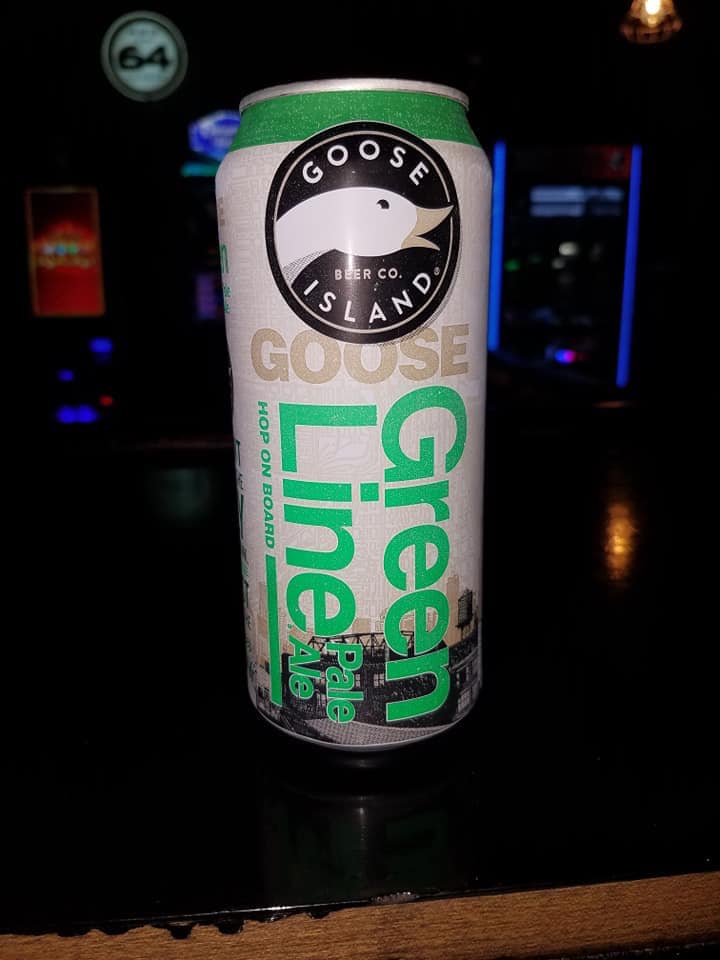 64
GOOSE
BEER CO.
ISLAND®
GOOSE
Green
Line
Pale
Ale
HOP ON BOARD